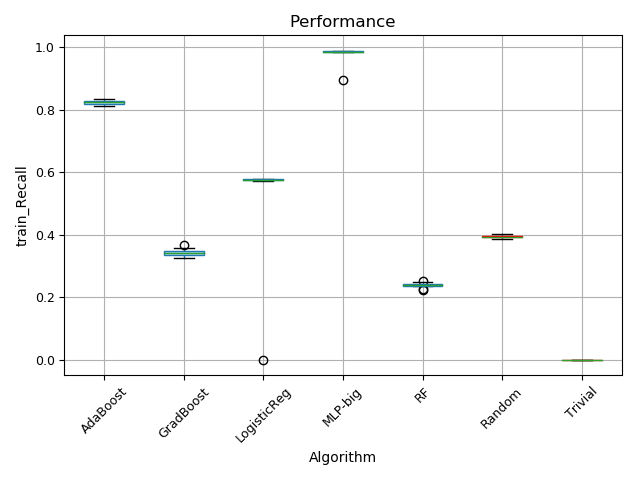 Performance
train_Recall
1.0
0.8
0.6
0.4
0.2
0.0
AdaBoost
GradBoost
LogisticReg
MLP-big
RF
Random
Trivial
Algorithm